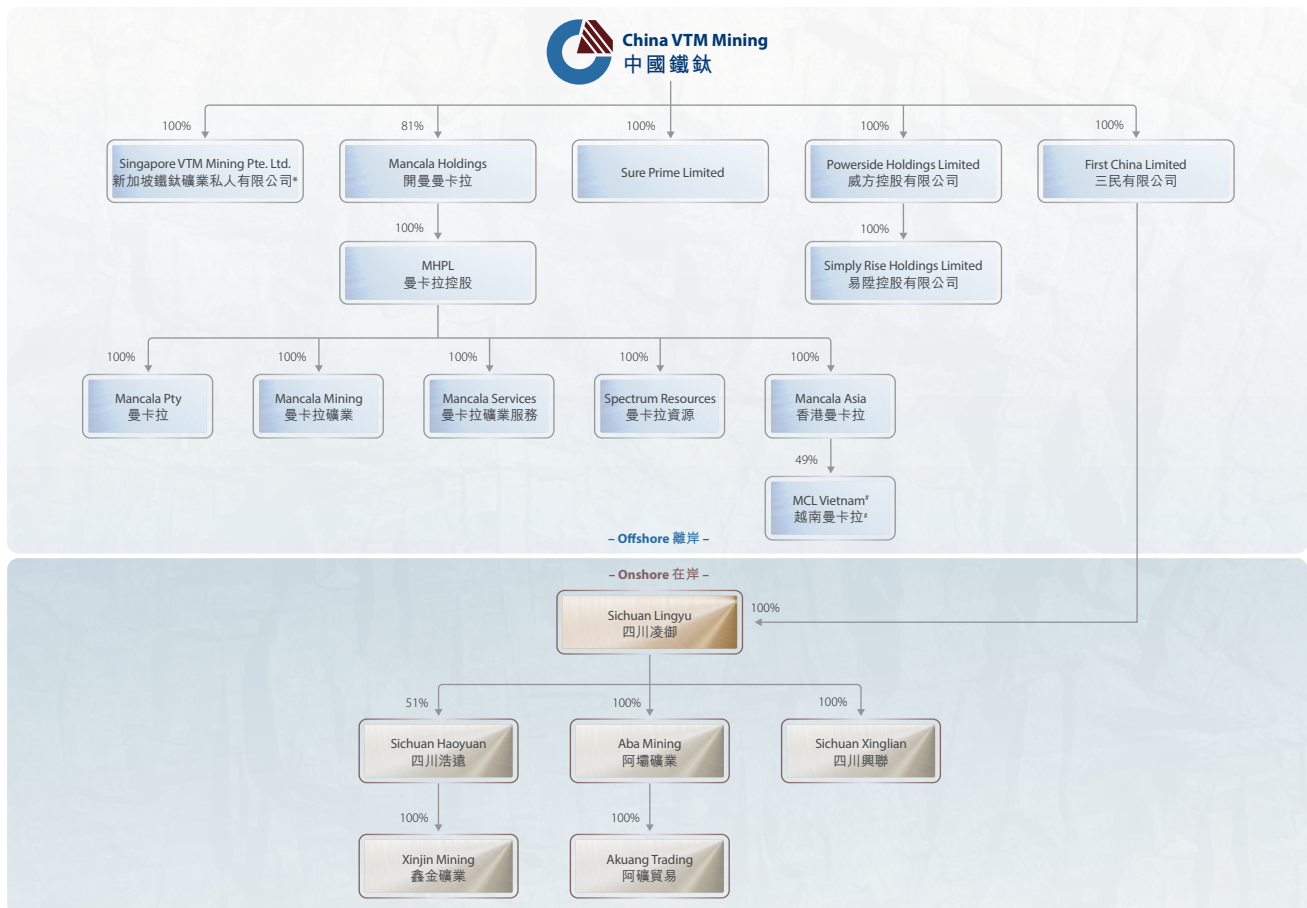 China VTM Mining
中國鐵鈦
100%
81%
100%
100%
100%
Singapore VTM Mining Pte. Ltd.
新加坡鐵鈦礦業私人有限公司*
Mancala Holdings
開曼曼卡拉
Sure Prime Limited
Powerside Holdings Limited
威方控股有限公司
First China Limited
三民有限公司
100%
100%
MHPL
曼卡拉控股
Simply Rise Holdings Limited
易陞控股有限公司
100%
100%
100%
100%
100%
Mancala Pty
曼卡拉
Mancala Mining
曼卡拉礦業
Mancala Services
曼卡拉礦業服務
Spectrum Resources
曼卡拉資源
Mancala Asia
香港曼卡拉
49%
MCL Vietnam#
越南曼卡拉#
– Offshore 離岸 –
– Onshore 在岸 –
100%
Sichuan Lingyu
四川凌御
51%
100%
100%
Sichuan Haoyuan
四川浩遠
Aba Mining
阿壩礦業
Sichuan Xinglian
四川興聯
100%
100%
Xinjin Mining
鑫金礦業
Akuang Trading
阿礦貿易